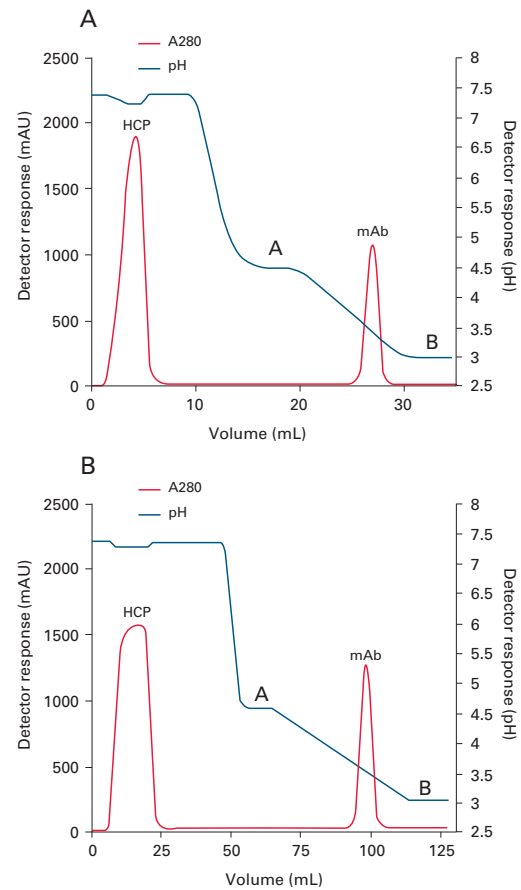 A
A280
pH
2500
2000
1500
1000
500
0
Detector response (mAU)
8
7.5
7
6.5
6
5.5
5
4.5
4
3.5
3
2.5
Detector response (pH)
HCP
A
mAb
B
0
10
20
30
Volume (mL)
B
A280
pH
2500
2000
1500
1000
500
0
Detector response (mAU)
8
7.5
7
6.5
6
5.5
5
4.5
4
3.5
3
2.5
Detector response (pH)
HCP
A
mAb
B
0
25
50
75
100
125
Volume (mL)